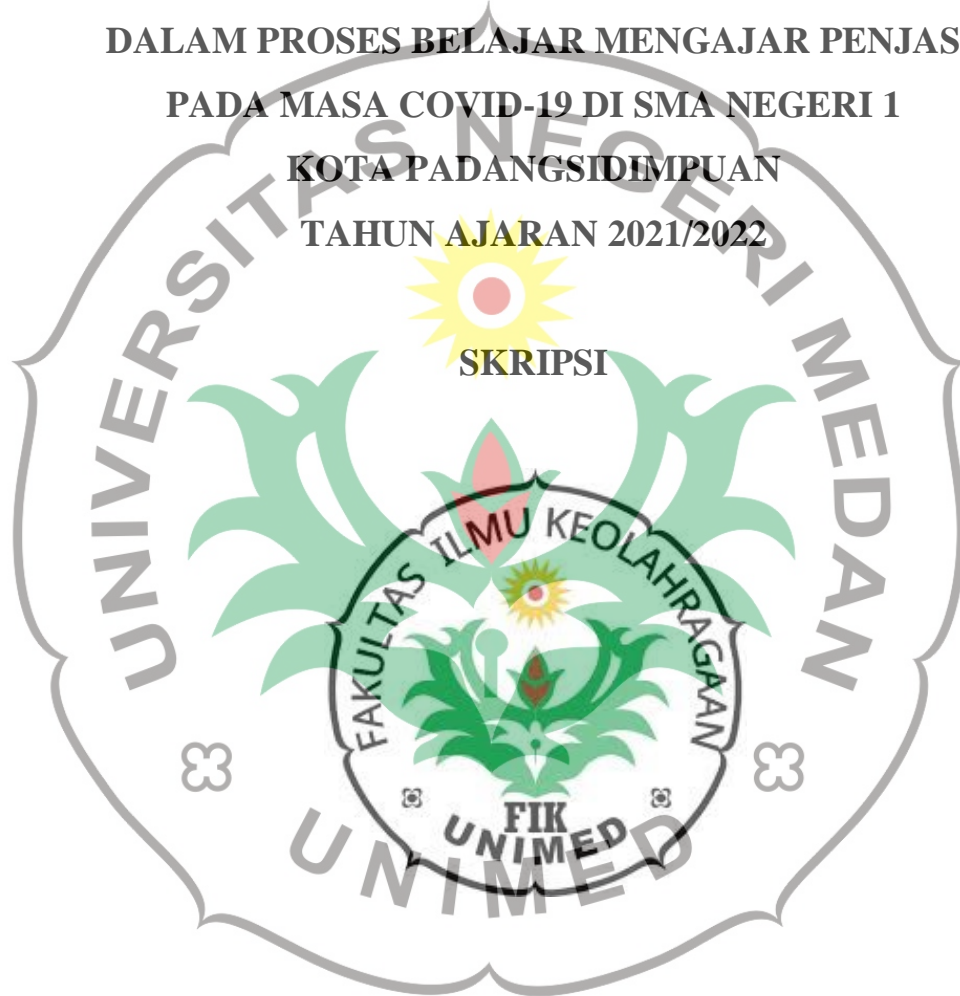 DALAM PROSES BELAJAR MENGAJAR PENJAS
PADA MASA COVID-19 DI SMA NEGERI 1
KOTA PADANGSIDIMPUAN
TAHUN AJARAN 2021/2022
SKRIPSI
UNIVERSITAS NEGERI MEDAN
UNIMED
FAKULTAS ILMU KEOLAHRAGAAN
FIK
UNIMED